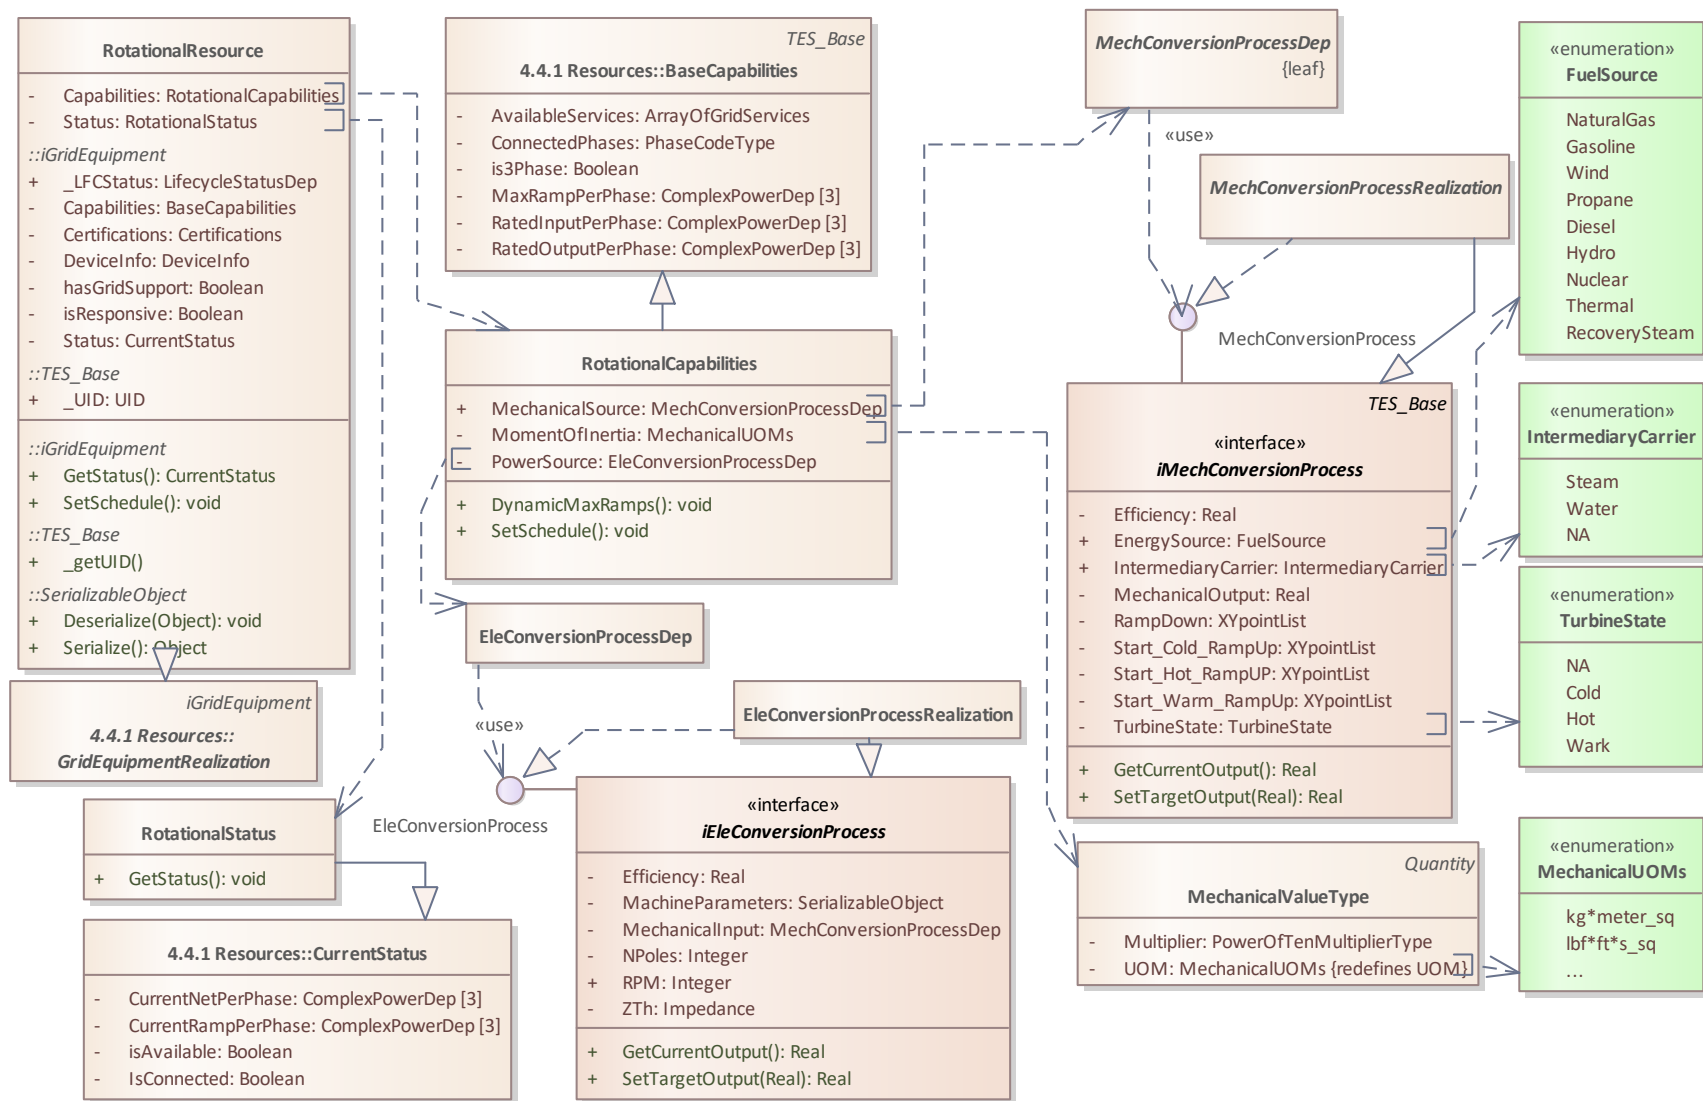 RotationalResource
- Capabilities: RotationalCapabilities
- Status: RotationalStatus
::iGridEquipment
+ _LFCStatus: LifecycleStatusDep
- Capabilities: BaseCapabilities
- Certifications: Certifications
- DeviceInfo: DeviceInfo
- hasGridSupport: Boolean
- isResponsive: Boolean
- Status: CurrentStatus
::TES_Base
+ _UID: UID
::iGridEquipment
+ GetStatus(): CurrentStatus
+ SetSchedule(): void
::TES_Base
+ _getUID()
::SerializableObject
+ Deserialize(Object): void
+ Serialize(): Object
iGridEquipment
4.4.1 Resources::
GridEquipmentRealization
RotationalStatus
+ GetStatus(): void
4.4.1 Resources::CurrentStatus
- CurrentNetPerPhase: ComplexPowerDep [3]
- CurrentRampPerPhase: ComplexPowerDep [3]
- isAvailable: Boolean
- IsConnected: Boolean
TES_Base
4.4.1 Resources::BaseCapabilities
- AvailableServices: ArrayOfGridServices
- ConnectedPhases: PhaseCodeType
- is3Phase: Boolean
- MaxRampPerPhase: ComplexPowerDep [3]
- RatedInputPerPhase: ComplexPowerDep [3]
- RatedOutputPerPhase: ComplexPowerDep [3]
RotationalCapabilities
+ MechanicalSource: MechConversionProcessDep
- MomentOfInertia: MechanicalUOMs
- PowerSource: EleConversionProcessDep
+ DynamicMaxRamps(): void
+ SetSchedule(): void
EleConversionProcessDep
«use»
EleConversionProcessRealization
EleConversionProcess
«interface»
iEleConversionProcess
- Efficiency: Real
- MachineParameters: SerializableObject
- MechanicalInput: MechConversionProcessDep
- NPoles: Integer
+ RPM: Integer
- ZTh: Impedance
+ GetCurrentOutput(): Real
+ SetTargetOutput(Real): Real
MechConversionProcessDep
{leaf}
«use»
MechConversionProcessRealization
MechConversionProcess
TES_Base
«interface»
iMechConversionProcess
- Efficiency: Real
+ EnergySource: FuelSource
+ IntermediaryCarrier: IntermediaryCarrier
- MechanicalOutput: Real
- RampDown: XYpointList
- Start_Cold_RampUp: XYpointList
- Start_Hot_RampUP: XYpointList
- Start_Warm_RampUp: XYpointList
- TurbineState: TurbineState
+ GetCurrentOutput(): Real
+ SetTargetOutput(Real): Real
Quantity
MechanicalValueType
- Multiplier: PowerOfTenMultiplierType
- UOM: MechanicalUOMs {redefines UOM}
«enumeration»
FuelSource
NaturalGas
Gasoline
Wind
Propane
Diesel
Hydro
Nuclear
Thermal
RecoverySteam
«enumeration»
IntermediaryCarrier
Steam
Water
NA
«enumeration»
TurbineState
NA
Cold
Hot
Wark
«enumeration»
MechanicalUOMs
kg*meter_sq
lbf*ft*s_sq
...